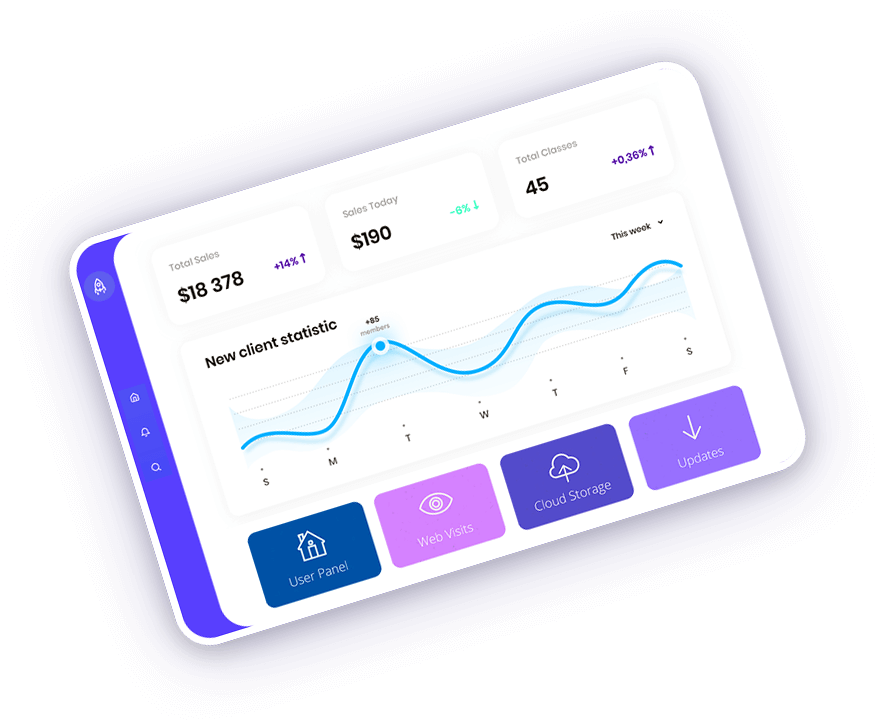 Total Sales
$18 378
+14%↑
Sales Today
$190
-6%↓
Total Classes
45
+0,36%↑
New client statistic
This week
+85
members
S
M
T
W
T
F
S
User Panel
Web Visits
Cloud Storage
Updates